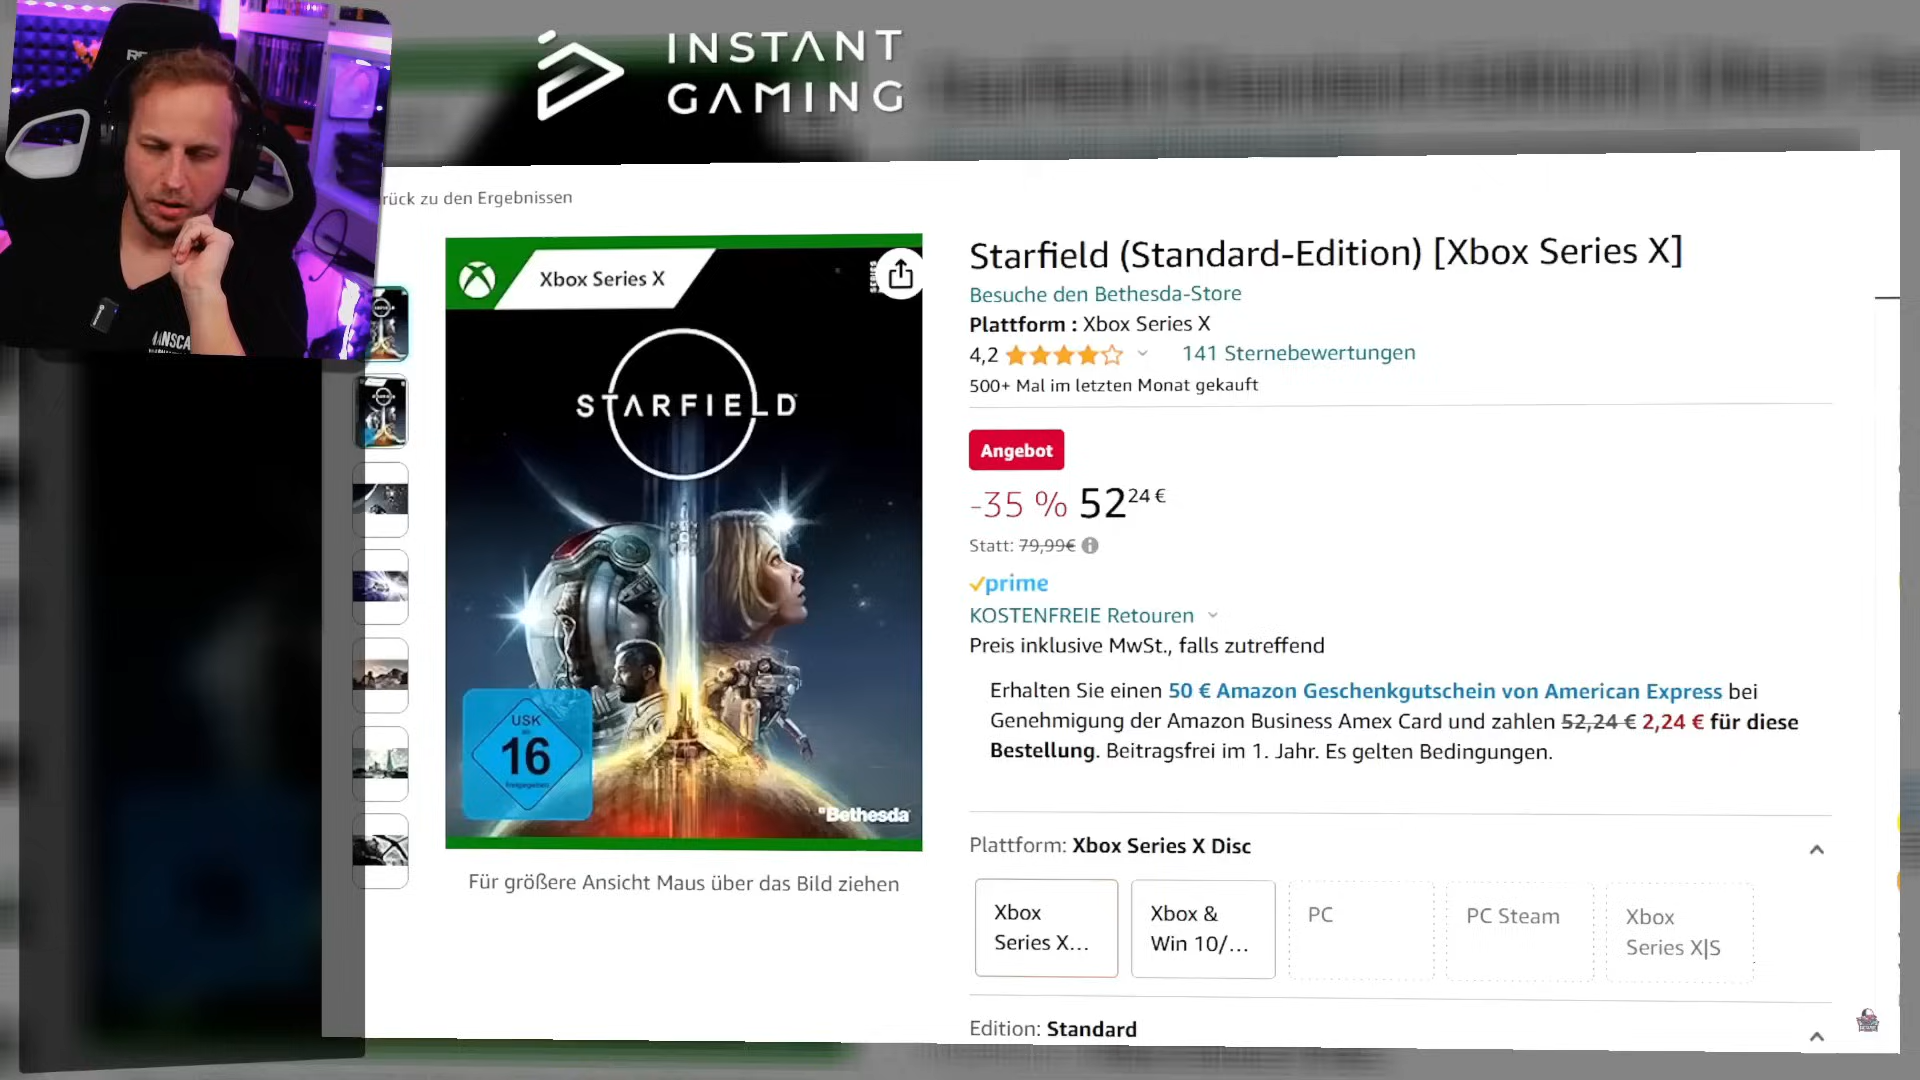 INSTANT
GAMING
rück zu den Ergebnissen
Xbox Series X
STARFIELD
USK
16
Bethesda
Für größere Ansicht Maus über das Bild ziehen
Starfield (Standard-Edition) [Xbox Series X]
Besuche den Bethesda-Store
Plattform : Xbox Series X
4,2 141 Sternebewertungen
500+ Mal im letzten Monat gekauft
Angebot
-35 % 52 24 €
Statt: 79,99€
prime
KOSTENFREIE Retouren
Preis inklusive MwSt., falls zutreffend
Erhalten Sie einen 50 € Amazon Geschenkgutschein von American Express bei
Genehmigung der Amazon Business Amex Card und zahlen 52,24 € 2,24 € für diese
Bestellung. Beitragsfrei im 1. Jahr. Es gelten Bedingungen.
Plattform: Xbox Series X Disc
Xbox
Series X...
Xbox &
Win 10/...
PC
PC Steam
Xbox
Series X|S
Edition: Standard